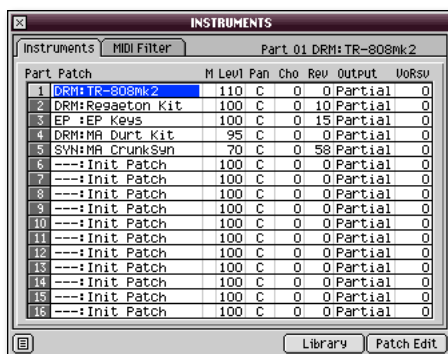 INSTRUMENTS
Instruments MIDI Filter Part 01 DRM:TR-808mk2
Part Patch M Levl Pan Cho Rev Output VoRsv
1 DRM:TR-808mk2 110 C 0 0 Partial 0
2 DRM:Regaeton Kit 100 C 0 10 Partial 0
3 EP :EP Keys 100 C 0 15 Partial 0
4 DRM:MA Durt Kit 95 C 0 0 Partial 0
5 SYN:MA CrunkSyn 70 C 0 58 Partial 0
6 ---:Init Patch 100 C 0 0 Partial 0
7 ---:Init Patch 100 C 0 0 Partial 0
8 ---:Init Patch 100 C 0 0 Partial 0
9 ---:Init Patch 100 C 0 0 Partial 0
10 ---:Init Patch 100 C 0 0 Partial 0
11 ---:Init Patch 100 C 0 0 Partial 0
12 ---:Init Patch 100 C 0 0 Partial 0
13 ---:Init Patch 100 C 0 0 Partial 0
14 ---:Init Patch 100 C 0 0 Partial 0
15 ---:Init Patch 100 C 0 0 Partial 0
16 ---:Init Patch 100 C 0 0 Partial 0
Library Patch Edit